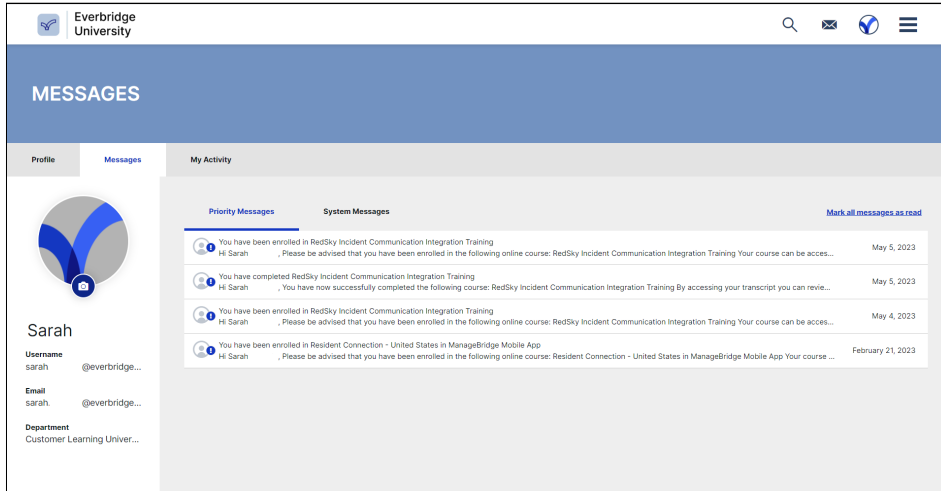 Everbridge
University
MESSAGES
Profile
Messages
My Activity
Priority Messages
System Messages
Mark all messages as read
You have been enrolled in RedSky Incident Communication Integration Training
Hi Sarah , Please be advised that you have been enrolled in the following online course: RedSky Incident Communication Integration Training Your course can be acces...
May 5, 2023
You have completed RedSky Incident Communication Integration Training
Hi Sarah , You have now successfully completed the following course: RedSky Incident Communication Integration Training By accessing your transcript you can revie...
May 5, 2023
You have been enrolled in RedSky Incident Communication Integration Training
Hi Sarah , Please be advised that you have been enrolled in the following online course: RedSky Incident Communication Integration Training Your course can be acces...
May 4, 2023
You have been enrolled in Resident Connection - United States in ManageBridge Mobile App
Hi Sarah , Please be advised that you have been enrolled in the following online course: Resident Connection - United States in ManageBridge Mobile App Your course ...
February 21, 2023
Sarah
Username
sarah @everbridge...
Email
sarah. @everbridge...
Department
Customer Learning Univer...